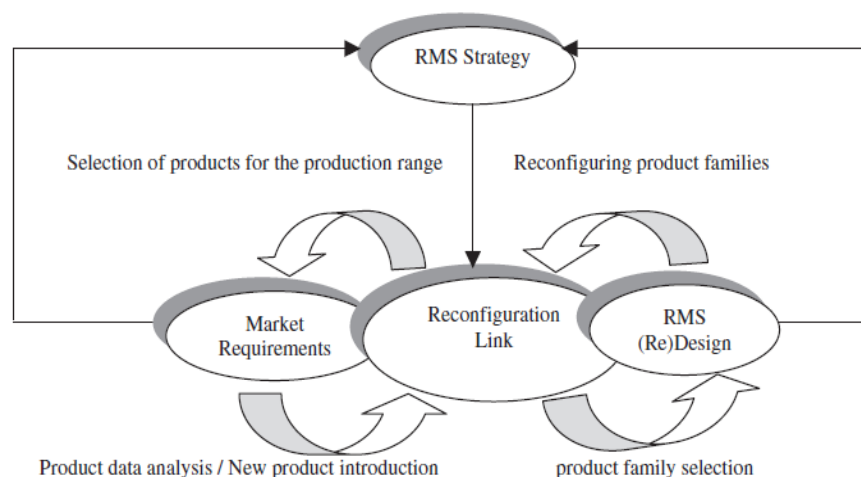 RMS Strategy
Selection of products for the production range
Reconfiguring product families
Market
Requirements
Reconfiguration
Link
RMS
(Re)Design
Product data analysis / New product introduction
product family selection